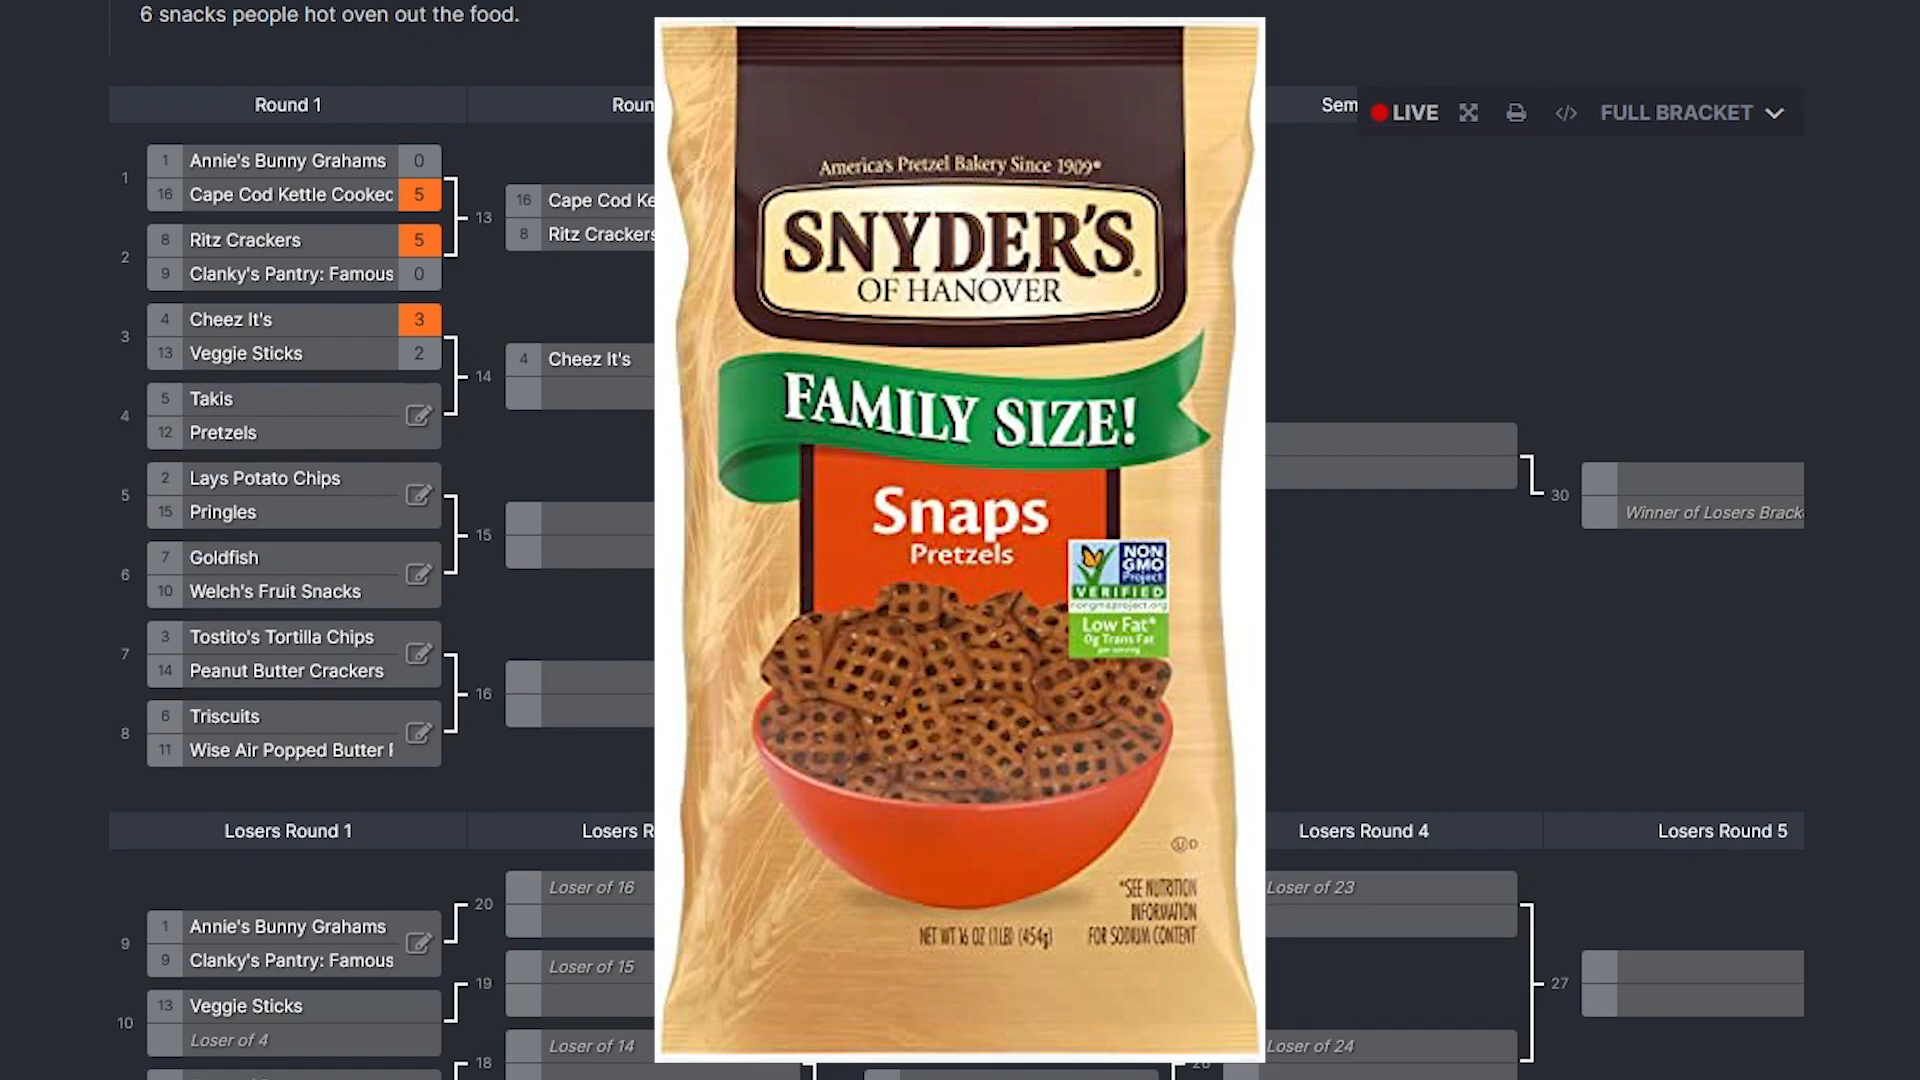 6 snacks people hot oven out the food.
Round 1
Roun
Sem
LIVE
FULL BRACKET
1
1 Annie's Bunny Grahams 0
16 Cape Cod Kettle Cooked 5
2
8 Ritz Crackers 5
9 Clanky's Pantry: Famous 0
3
4 Cheez It's 3
13 Veggie Sticks 2
4
5 Takis
12 Pretzels
5
2 Lays Potato Chips
15 Pringles
6
7 Goldfish
10 Welch's Fruit Snacks
7
3 Tostito's Tortilla Chips
14 Peanut Butter Crackers
8
6 Triscuits
11 Wise Air Popped Butter
13
16 Cape Cod Ke
8 Ritz Crackers
14
4 Cheez It's
15
16
America's Pretzel Bakery Since 1909*
SNYDER'S
OF HANOVER
FAMILY SIZE!
Snaps
Pretzels
NON
GMO
Project
VERIFIED
nongmoproject.org
Low Fat*
0g Trans Fat
per serving
U D
*SEE NUTRITION
INFORMATION
FOR SODIUM CONTENT
NET WT 16 OZ (1LB) (454g)
30
Winner of Losers Brack
Losers Round 1
Losers R
Losers Round 4
Losers Round 5
9
1 Annie's Bunny Grahams
9 Clanky's Pantry: Famous
10
13 Veggie Sticks
Loser of 4
20
Loser of 16
19
Loser of 15
18
Loser of 14
Loser of 23
Loser of 24
27